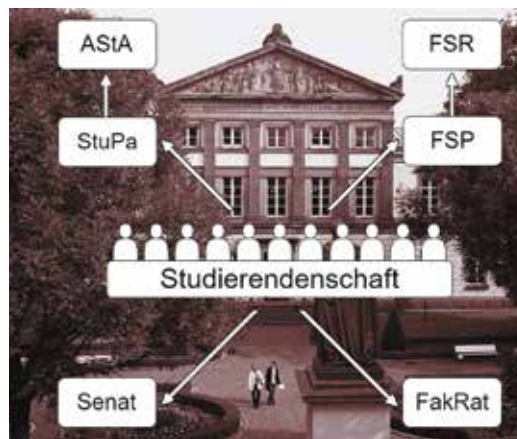 AStA
FSR
StuPa
FSP
Studierendenschaft
Senat
FakRat